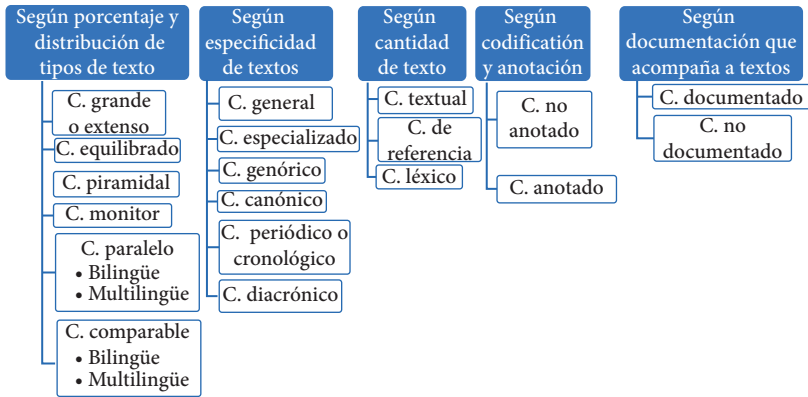 Según porcentaje y
distribución de
tipos de texto
C. grande
o extenso
C. equilibrado
C. piramidal
C. monitor
C. paralelo
• Bilingüe
• Multilingüe
C. comparable
• Bilingüe
• Multilingüe
Según
especificidad
de textos
C. general
C. especializado
C. genórico
C. canónico
C. periódico o
cronológico
C. diacrónico
Según
cantidad
de texto
C. textual
C. de
referencia
C. léxico
Según
codificatión
y anotación
C. no
anotado
C. anotado
Según
documentación que
acompaña a textos
C. documentado
C. no
documentado